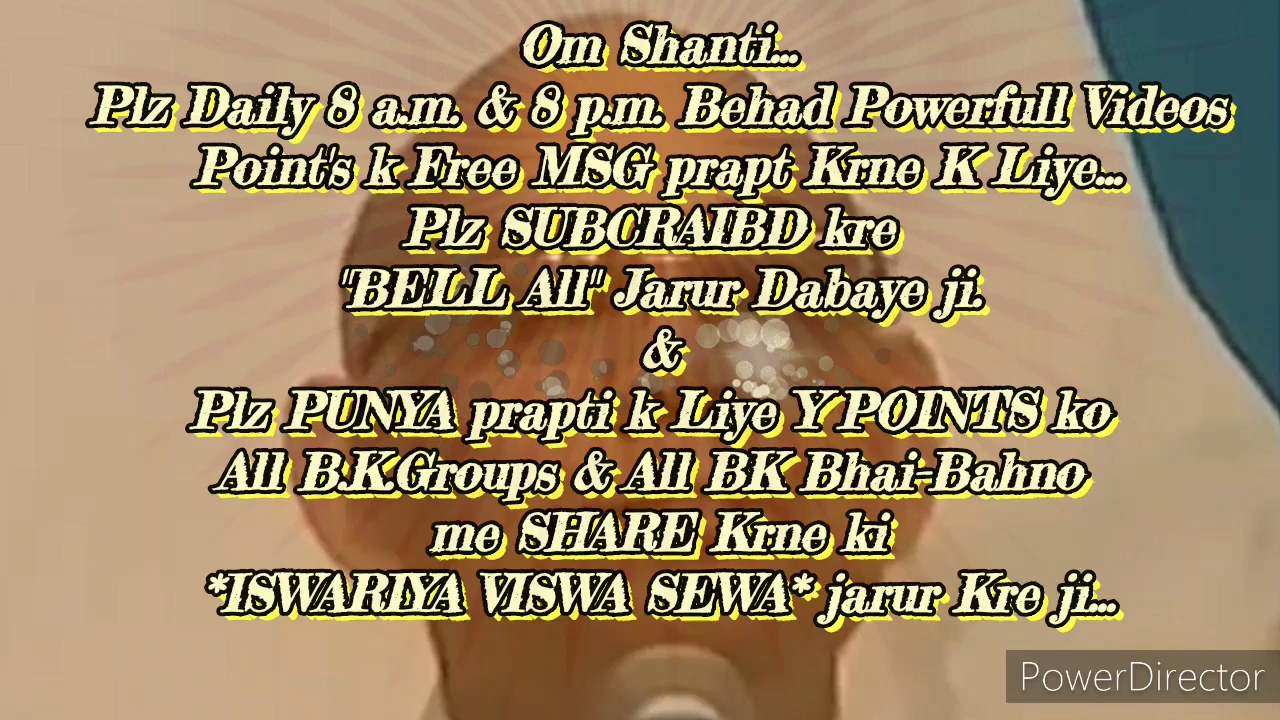 Om Shanti...
Plz Daily 8 a.m. & 8 p.m. Behad Powerfull Videos
Point's k Free MSG prapt Krne K Liye...
Plz SUBCRAIBD kre
"BELL All" Jarur Dabaye ji.
&
Plz PUNYA prapti k Liye Y POINTS ko
All B.K.Groups & All BK Bhai-Bahno
me SHARE Krne ki
*ISWARIYA VISWA SEWA* jarur Kre ji...
PowerDirector